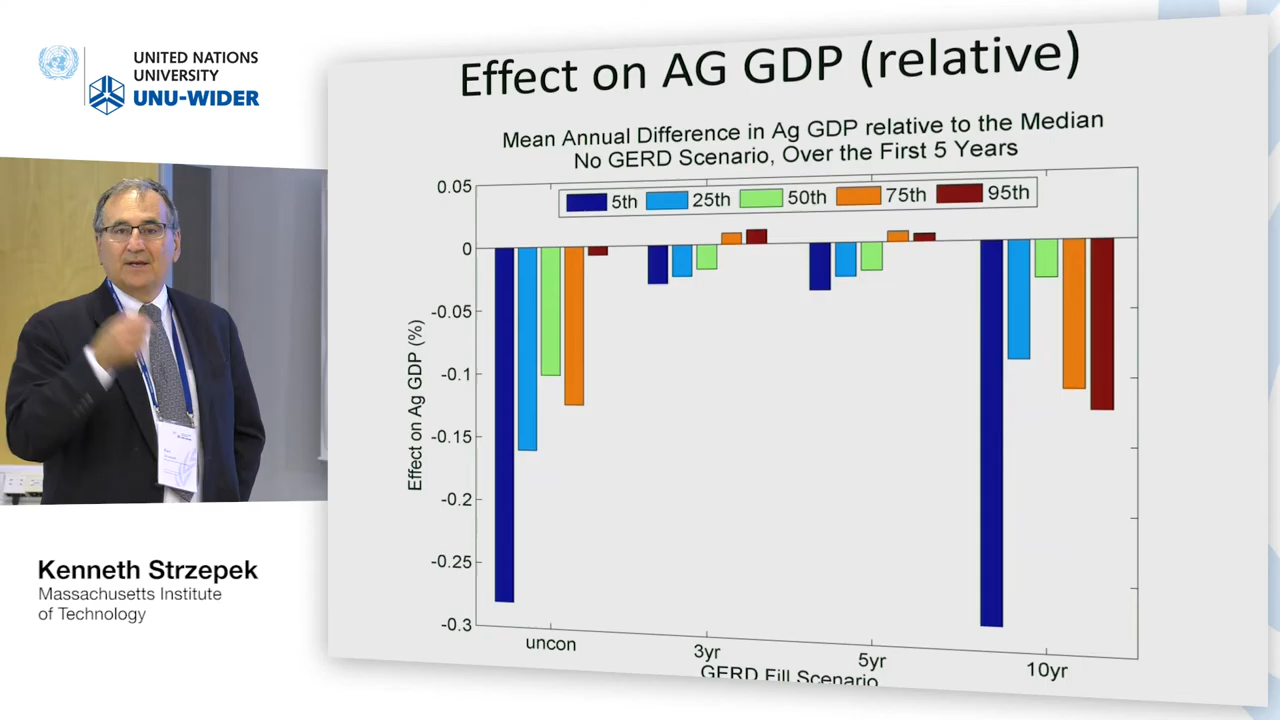 UNITED NATIONS
UNIVERSITY
UNU-WIDER
Effect on AG GDP (relative)
Mean Annual Difference in Ag GDP relative to the Median
No GERD Scenario, Over the First 5 Years
5th 25th 50th 75th 95th
0.05
0
-0.05
-0.1
-0.15
-0.2
-0.25
-0.3
Effect on Ag GDP (%)
uncon 3yr 5yr 10yr
GERD Fill Scenario
Kenneth Strzepek
Massachusetts Institute
of Technology